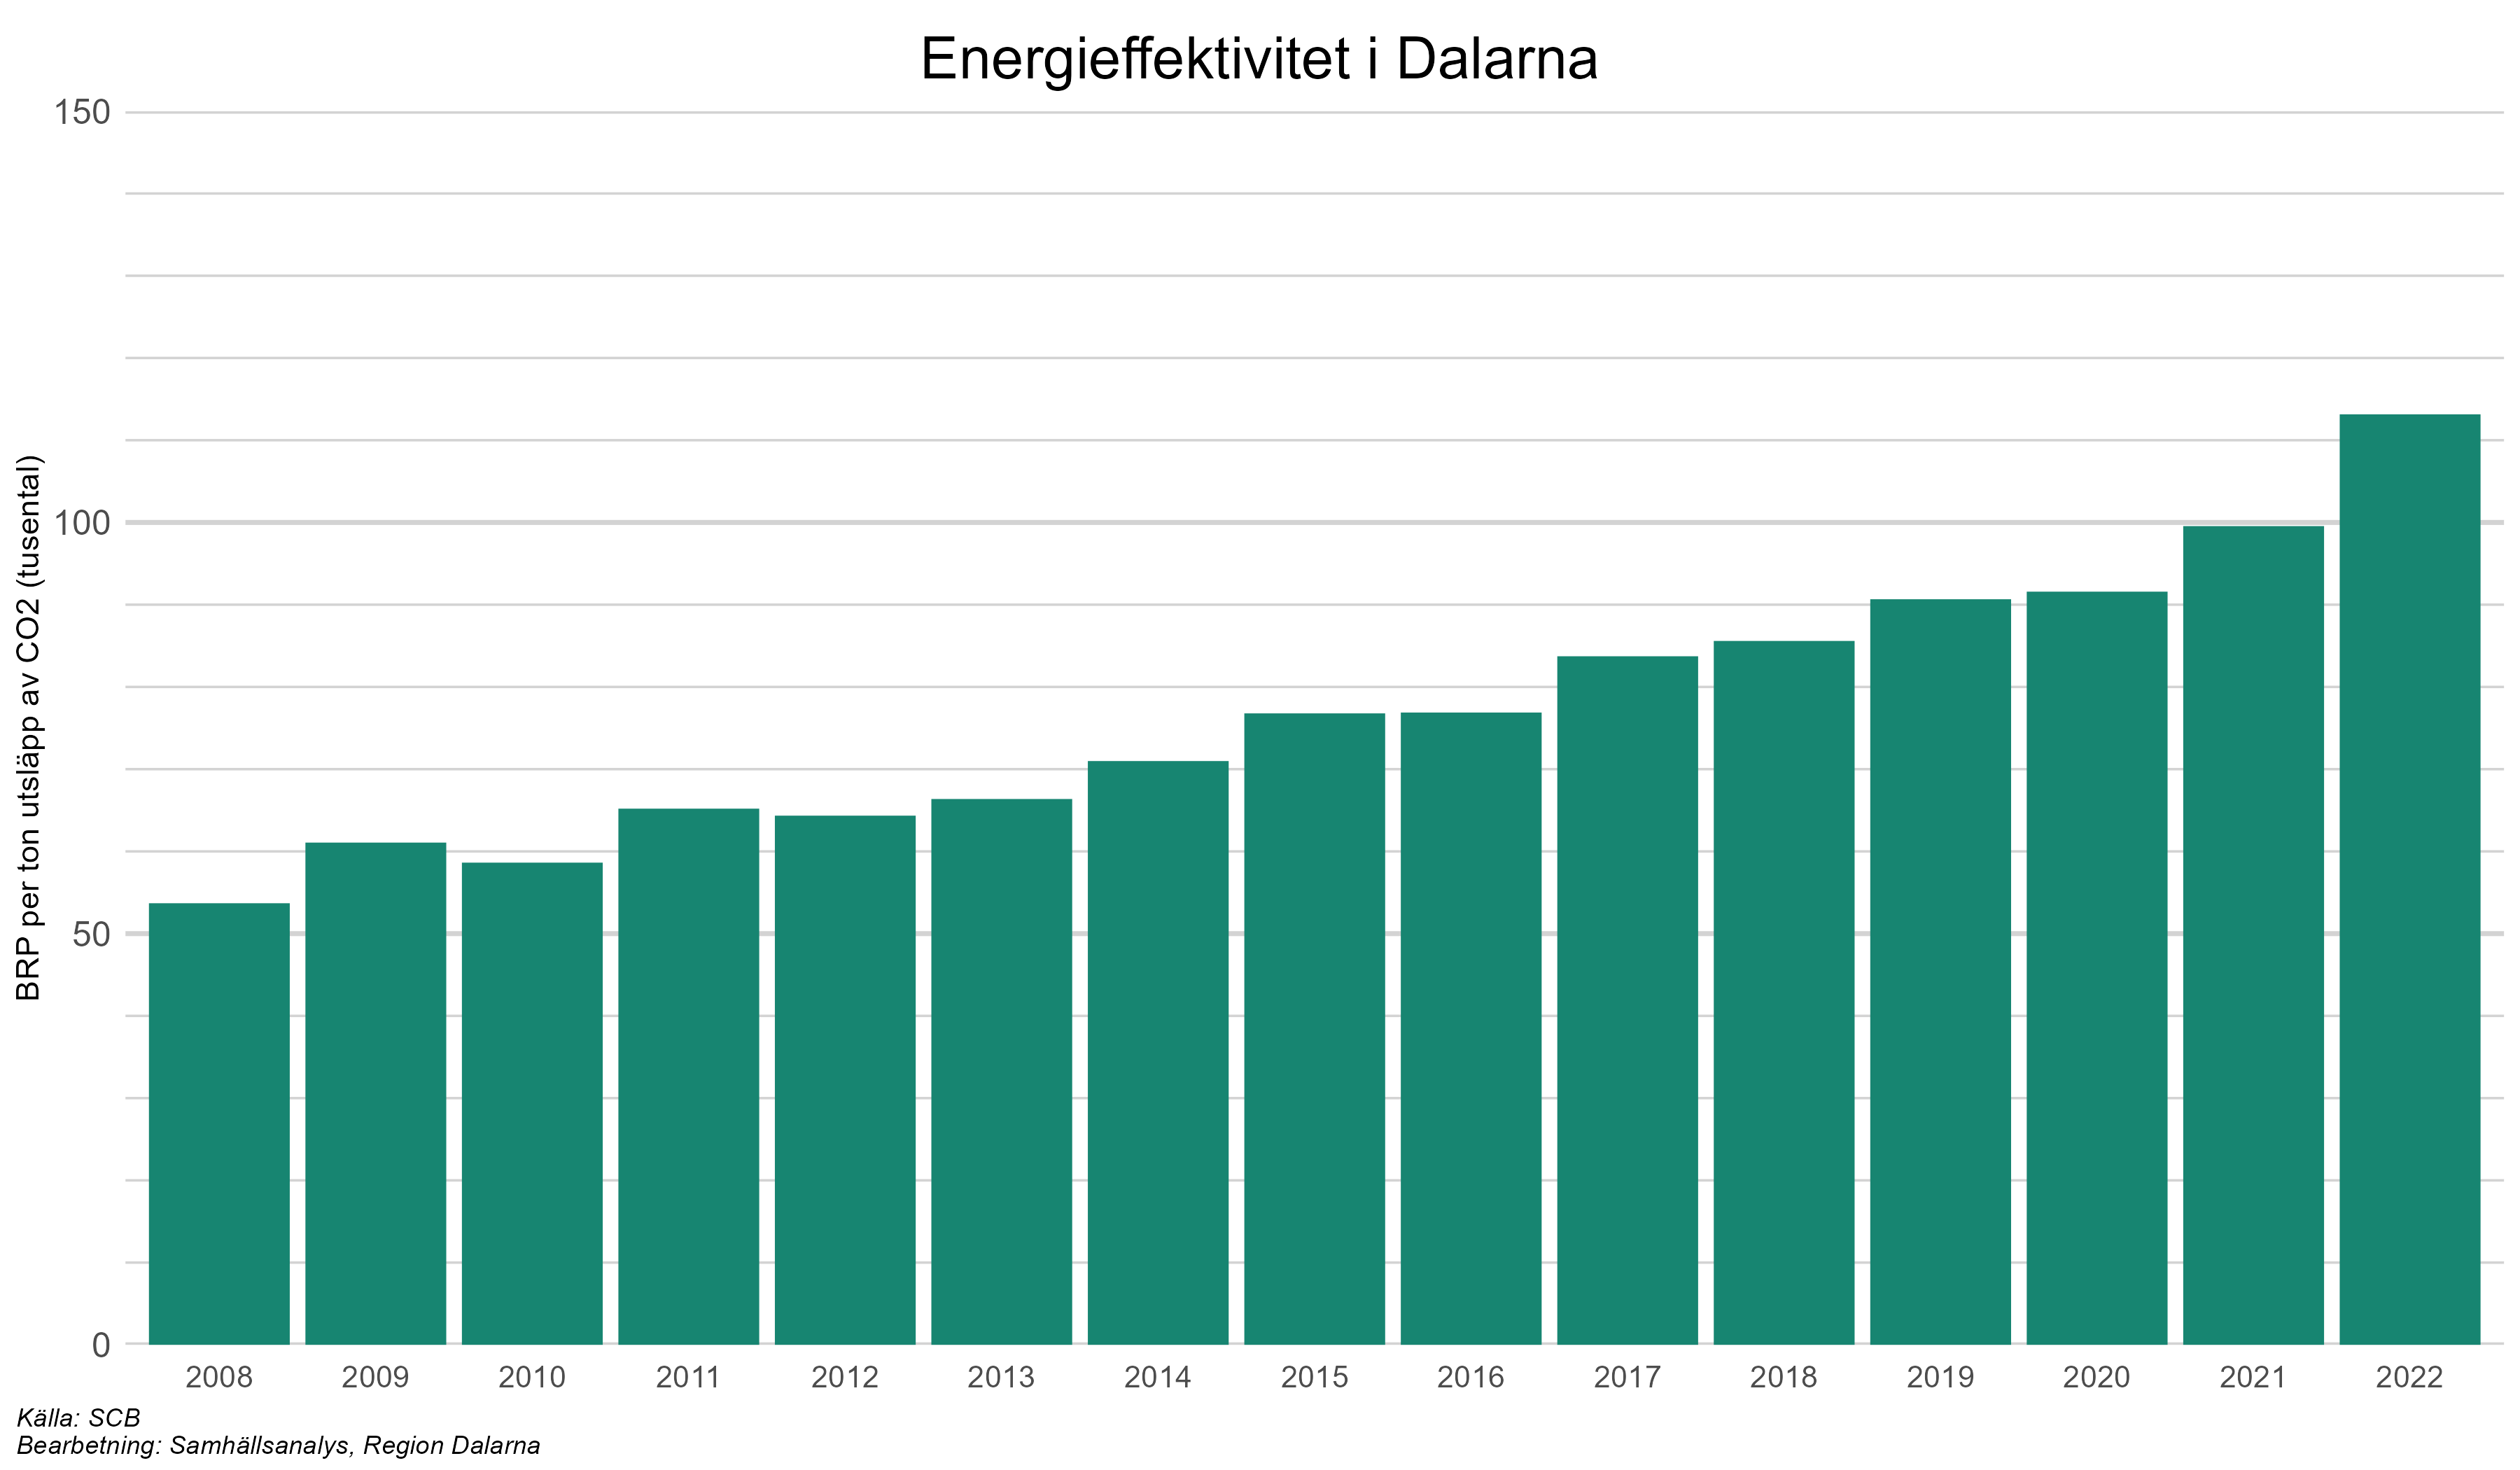 Energieffektivitet i Dalarna
BRP per ton utsläpp av CO2 (tusental)
150
100
50
0
2008 2009 2010 2011 2012 2013 2014 2015 2016 2017 2018 2019 2020 2021 2022
Källa: SCB
Bearbetning: Samhällsanalys, Region Dalarna